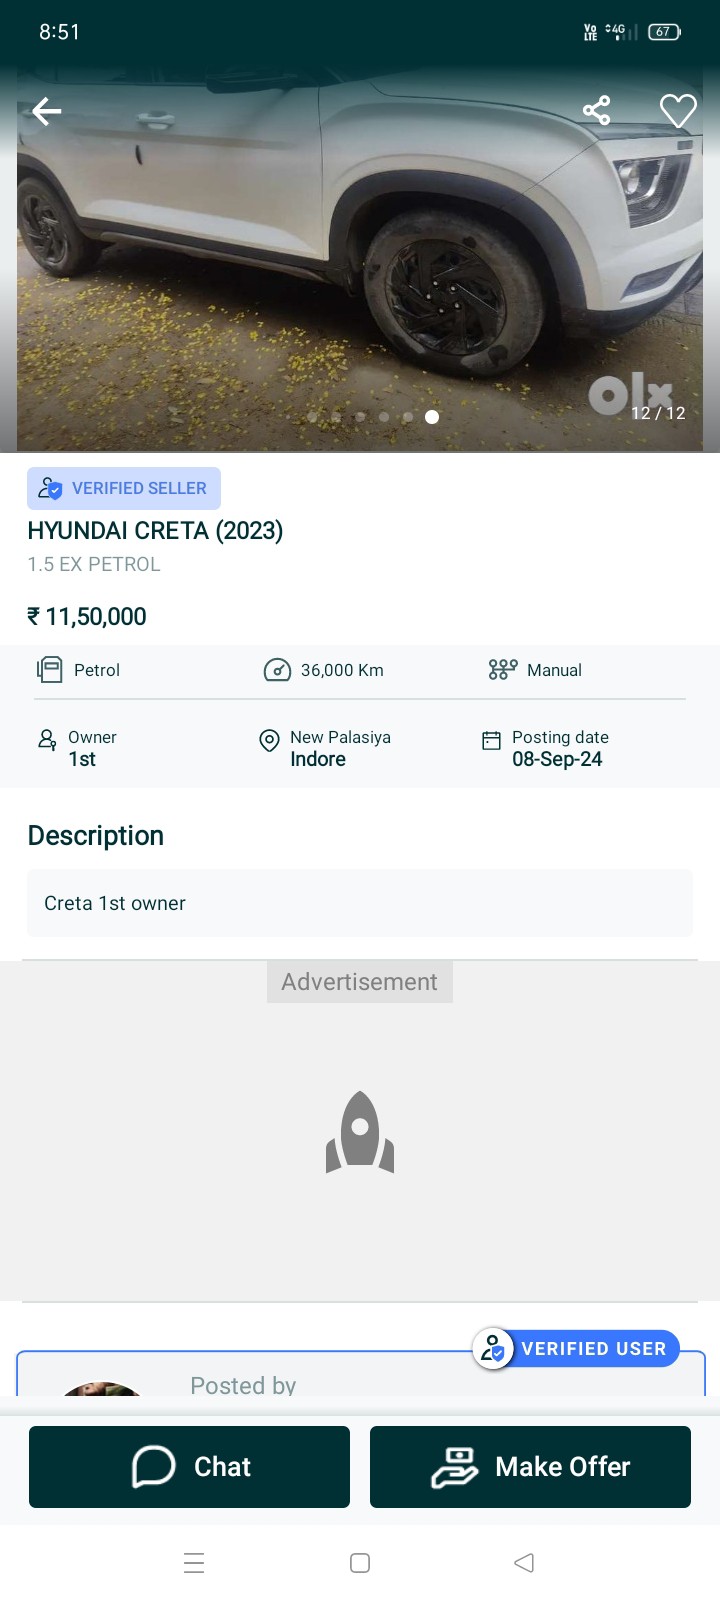 8:51
Vo LTE 4G 67
olx
12 / 12
VERIFIED SELLER
HYUNDAI CRETA (2023)
1.5 EX PETROL
₹ 11,50,000
Petrol 36,000 Km Manual
Owner New Palasiya Posting date
1st Indore 08-Sep-24
Description
Creta 1st owner
Advertisement
VERIFIED USER
Posted by
Chat Make Offer